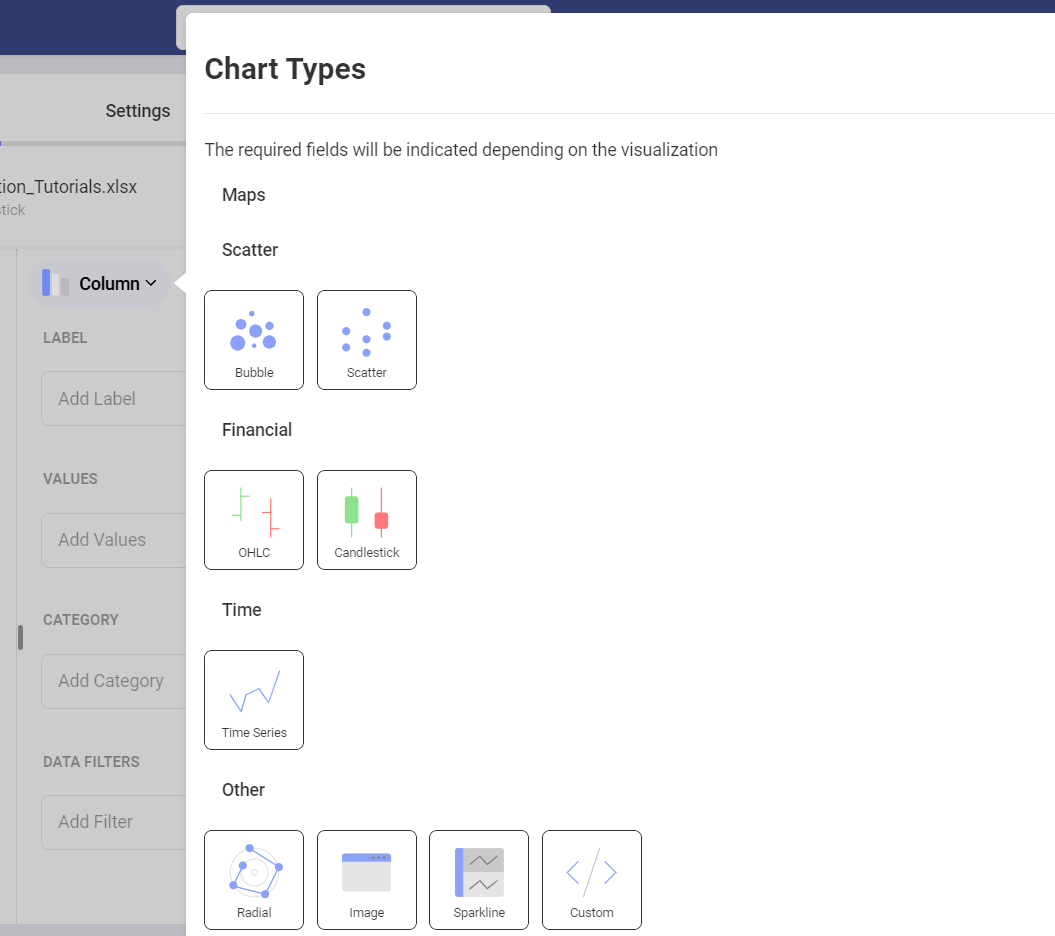 Chart Types
Settings
The required fields will be indicated depending on the visualization
tion_Tutorials.xlsx
stick
Maps
Scatter
Column
LABEL
Add Label
Bubble
Scatter
Financial
VALUES
Add Values
OHLC
Candlestick
Time
CATEGORY
Add Category
Time Series
DATA FILTERS
Add Filter
Other
Radial
Image
Sparkline
Custom